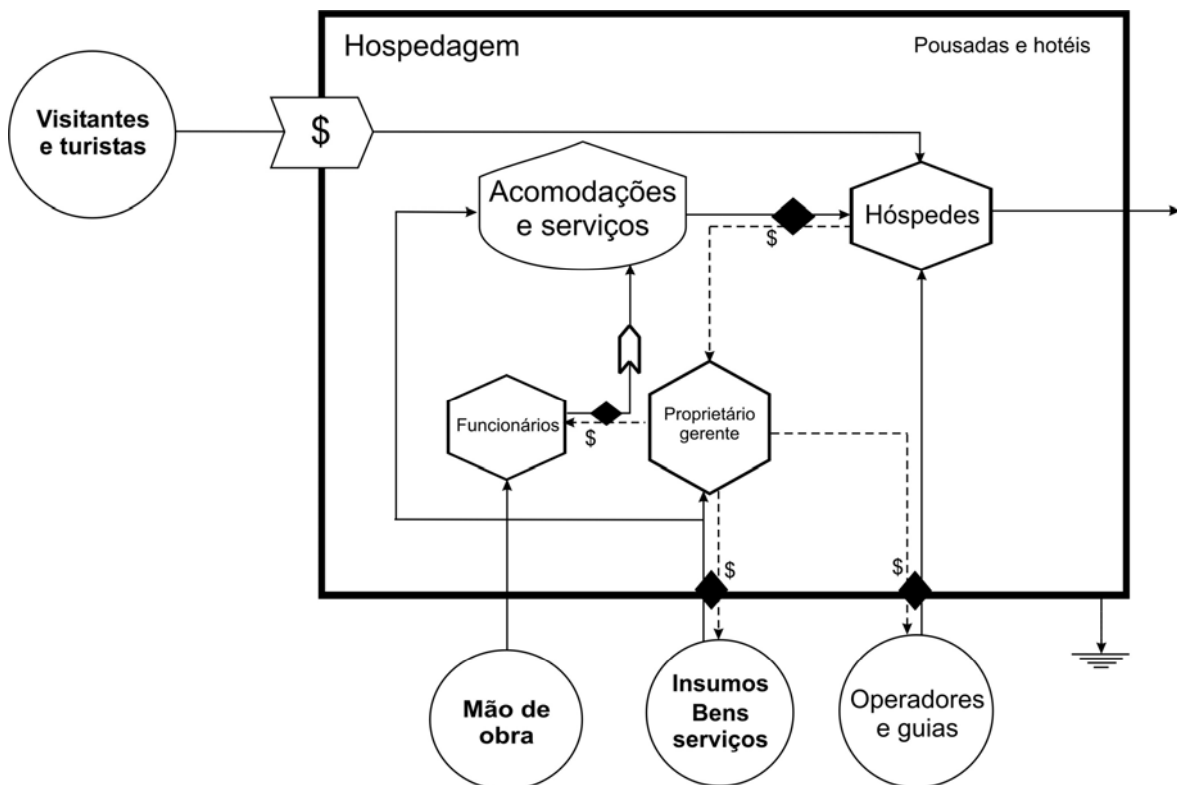 Hospedagem
Pousadas e hotéis
Visitantes
e turistas
$
Acomodações
e serviços
Hóspedes
$
Funcionários
Proprietário
gerente
$
$
$
Mão de
obra
Insumos
Bens
serviços
Operadores
e guias